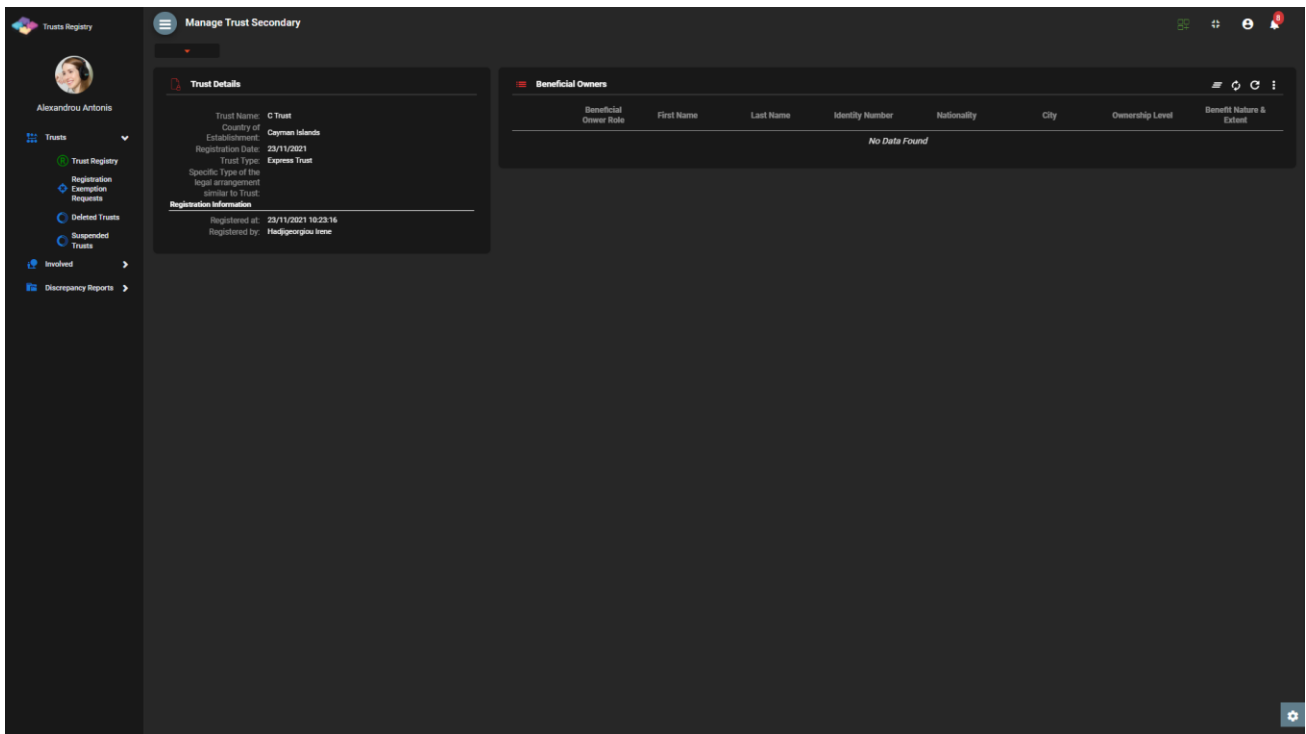 Trusts Registry
Manage Trust Secondary
8
Alexandrou Antonis
Trusts
Trust Registry
Registration
Exemption
Requests
Deleted Trusts
Suspended
Trusts
Involved
Discrepancy Reports
Trust Details
Trust Name: C Trust
Country of
Establishment: Cayman Islands
Registration Date: 23/11/2021
Trust Type: Express Trust
Specific Type of the
legal arrangement
similar to Trust:
Registration Information
Registered at: 23/11/2021 10:23:16
Registered by: Hadjigeorgiou Irene
Beneficial Owners
Beneficial
Onwer Role
First Name
Last Name
Identity Number
Nationality
City
Ownership Level
Benefit Nature &
Extent
No Data Found